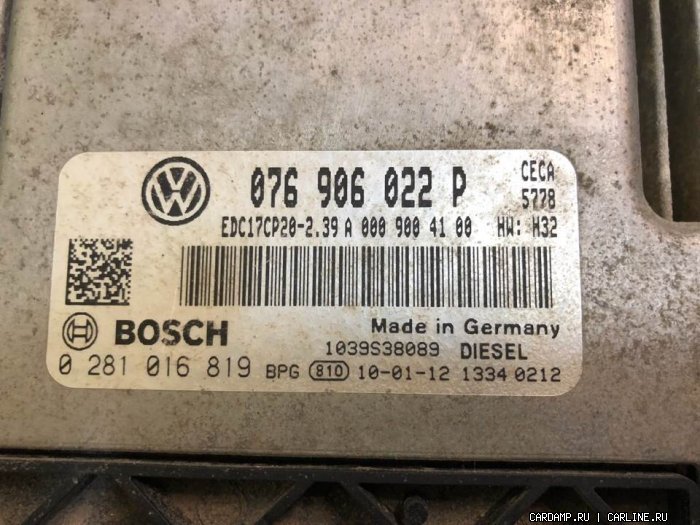 076 906 022 P
CECA
5778
EDC17CP20-2.39 A 000 900 41 00 HW: H32
BOSCH
Made in Germany
1039S38089 DIESEL
0 281 016 819 BPG 810 10-01-12 1334 0212
CARDAMP.RU | CARLINE.RU